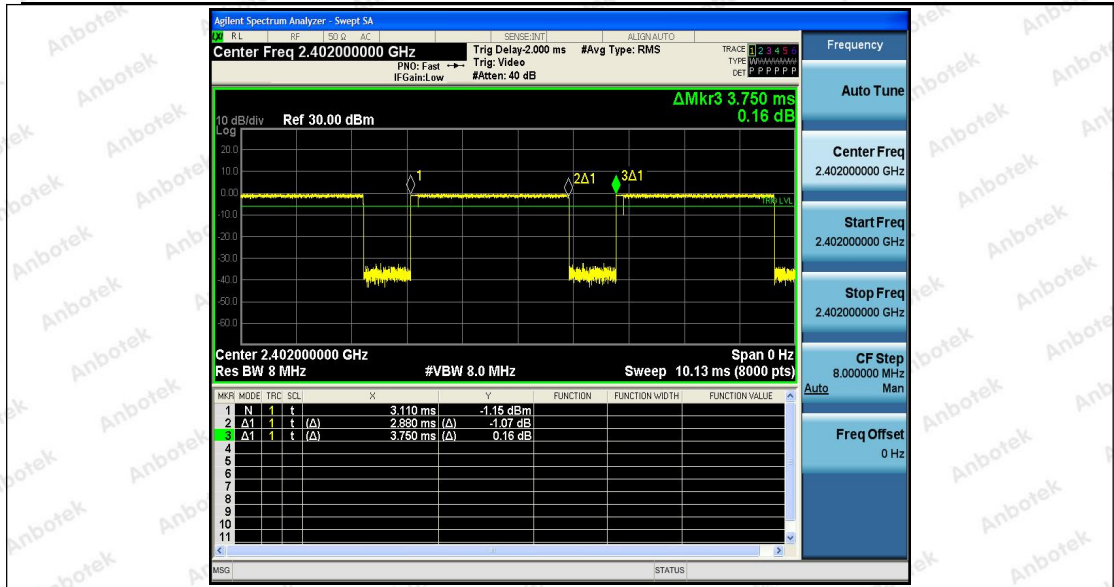 Agilent Spectrum Analyzer - Swept SA
RL RF 50 Ω AC SENSE:INT ALIGNAUTO
Center Freq 2.402000000 GHz
PNO: Fast
IFGain:Low
Trig Delay-2.000 ms
Trig: Video
#Atten: 40 dB
#Avg Type: RMS
TRACE 1 2 3 4 5 6
TYPE WWWWWW
DET P P P P P P
ΔMkr3 3.750 ms
0.16 dB
10 dB/div Ref 30.00 dBm
Log
20.0
10.0
0.00
-10.0
-20.0
-30.0
-40.0
-50.0
-60.0
1
2Δ1
3Δ1
TRIG LVL
Center 2.402000000 GHz Span 0 Hz
Res BW 8 MHz #VBW 8.0 MHz Sweep 10.13 ms (8000 pts)
MKR MODE TRC SCL X Y FUNCTION FUNCTION WIDTH FUNCTION VALUE
1 N 1 t 3.110 ms -1.15 dBm
2 Δ1 1 t (Δ) 2.880 ms (Δ) -1.07 dB
3 Δ1 1 t (Δ) 3.750 ms (Δ) 0.16 dB
4
5
6
7
8
9
10
11
MSG STATUS
Frequency
Auto Tune
Center Freq
2.402000000 GHz
Start Freq
2.402000000 GHz
Stop Freq
2.402000000 GHz
CF Step
8.000000 MHz
Auto Man
Freq Offset
0 Hz
Anbotek